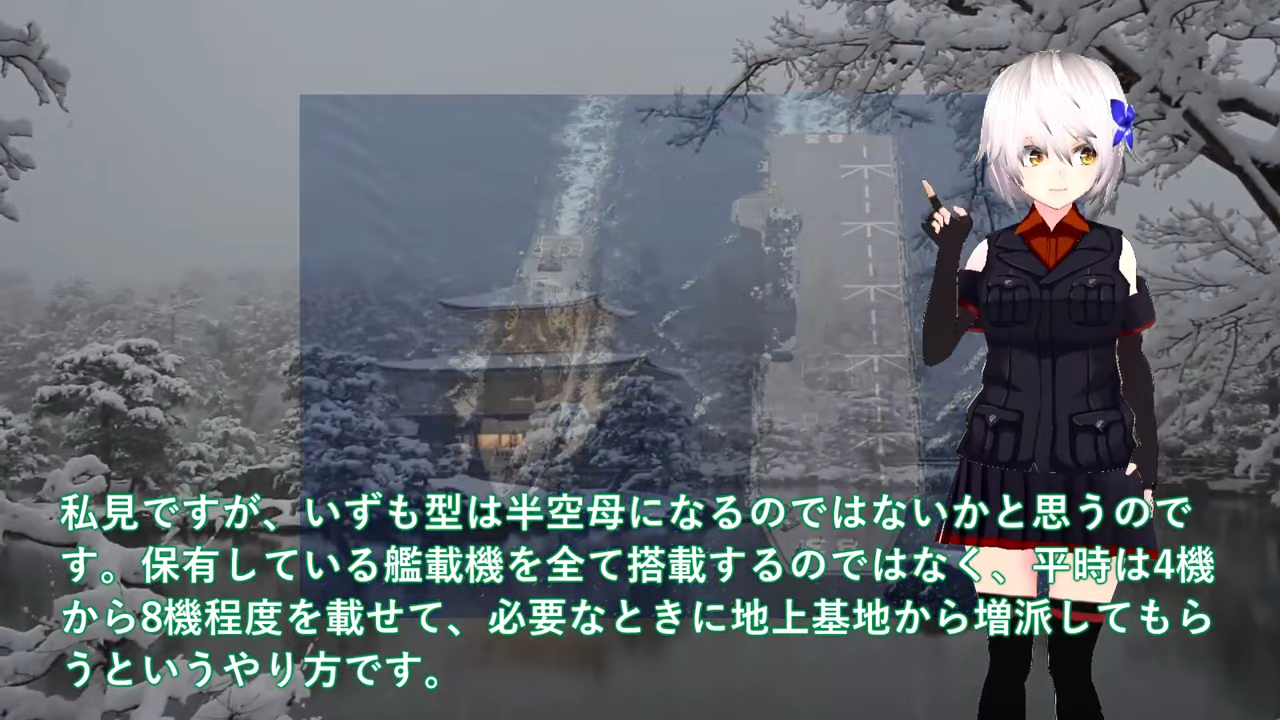 私見ですが、いずも型は半空母になるのではないかと思うので
す。保有している艦載機を全て搭載するのではなく、平時は4機
から8機程度を載せて、必要なときに地上基地から増派してもら
うというやり方です。